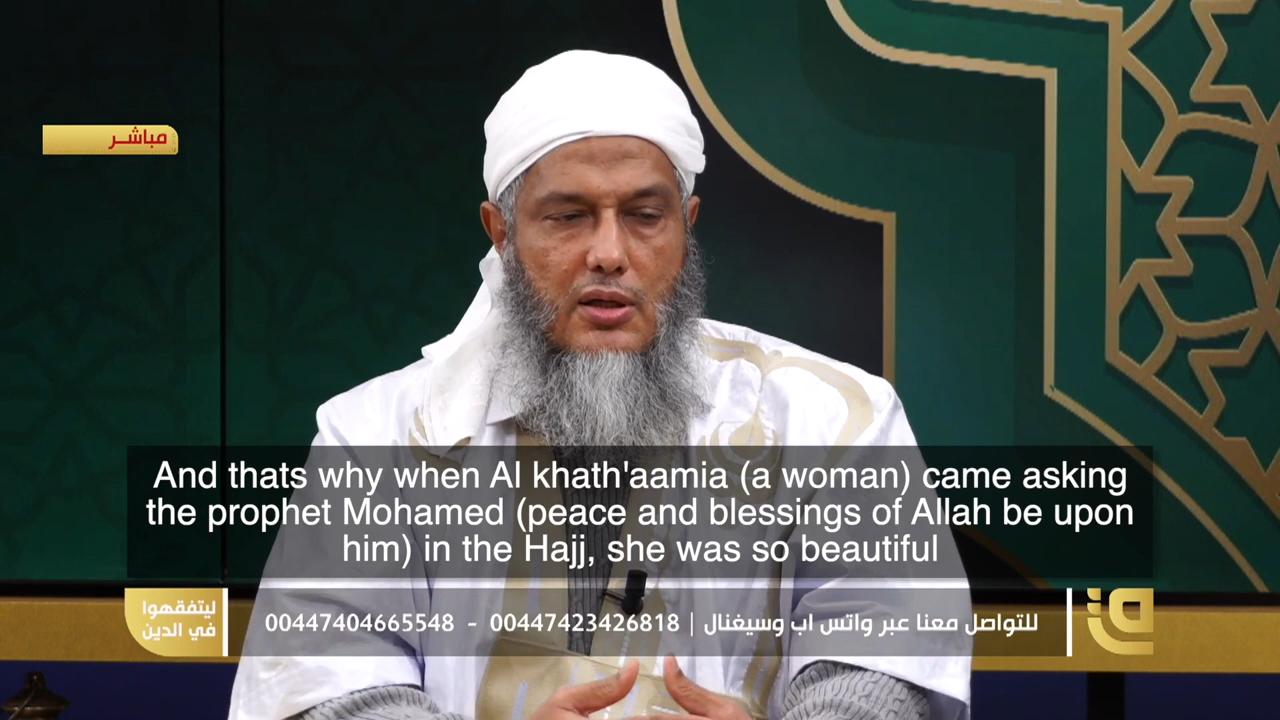 مباشر
And thats why when Al khath'aamia (a woman) came asking
the prophet Mohamed (peace and blessings of Allah be upon
him) in the Hajj, she was so beautiful
ليتفقهوا
في الدين
للتواصل معنا عبر واتس اب وسيغنال | 00447423426818 - 00447404665548